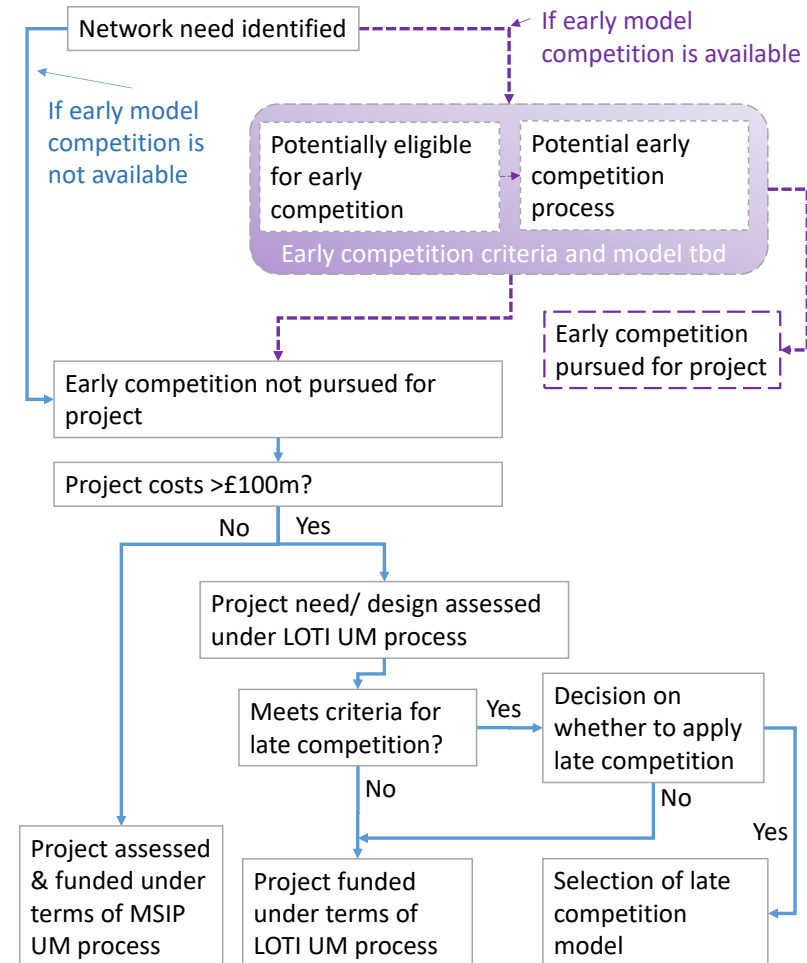 Network need identified
If early model
competition is available
If early model
competition is
not available
Potentially eligible
for early
competition
Potential early
competition
process
Early competition criteria and model tbd
Early competition
pursued for project
Early competition not pursued for
project
Project costs >£100m?
No
Yes
Project need/ design assessed
under LOTI UM process
Meets criteria for
late competition?
Yes
Decision on
whether to apply
late competition
No
No
Yes
Project assessed
& funded under
terms of MSIP
UM process
Project funded
under terms of
LOTI UM process
Selection of late
competition
model